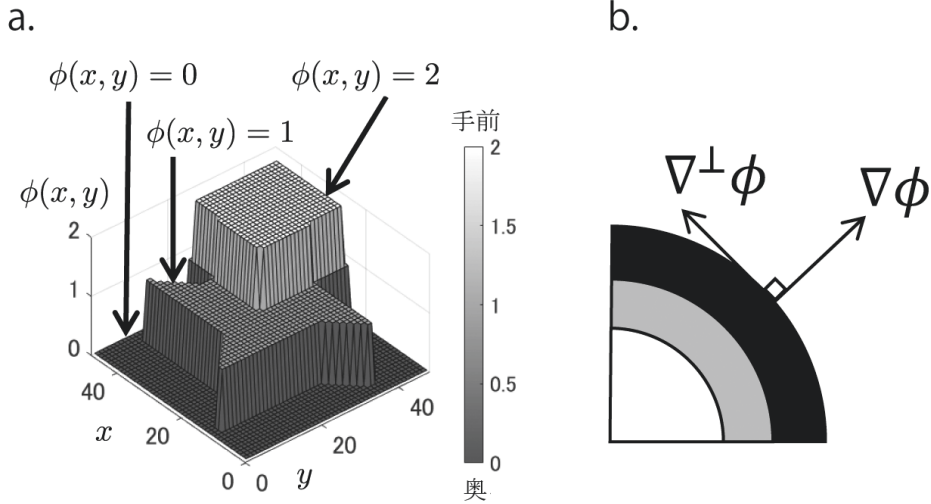 a.
b.
ϕ(x, y) = 0
ϕ(x, y) = 2
ϕ(x, y) = 1
手前
ϕ(x, y)
2
1
0
40
20
0
x
0
20
40
y
2
1.5
1
0.5
0
奥
∇⊥ϕ
∇ϕ